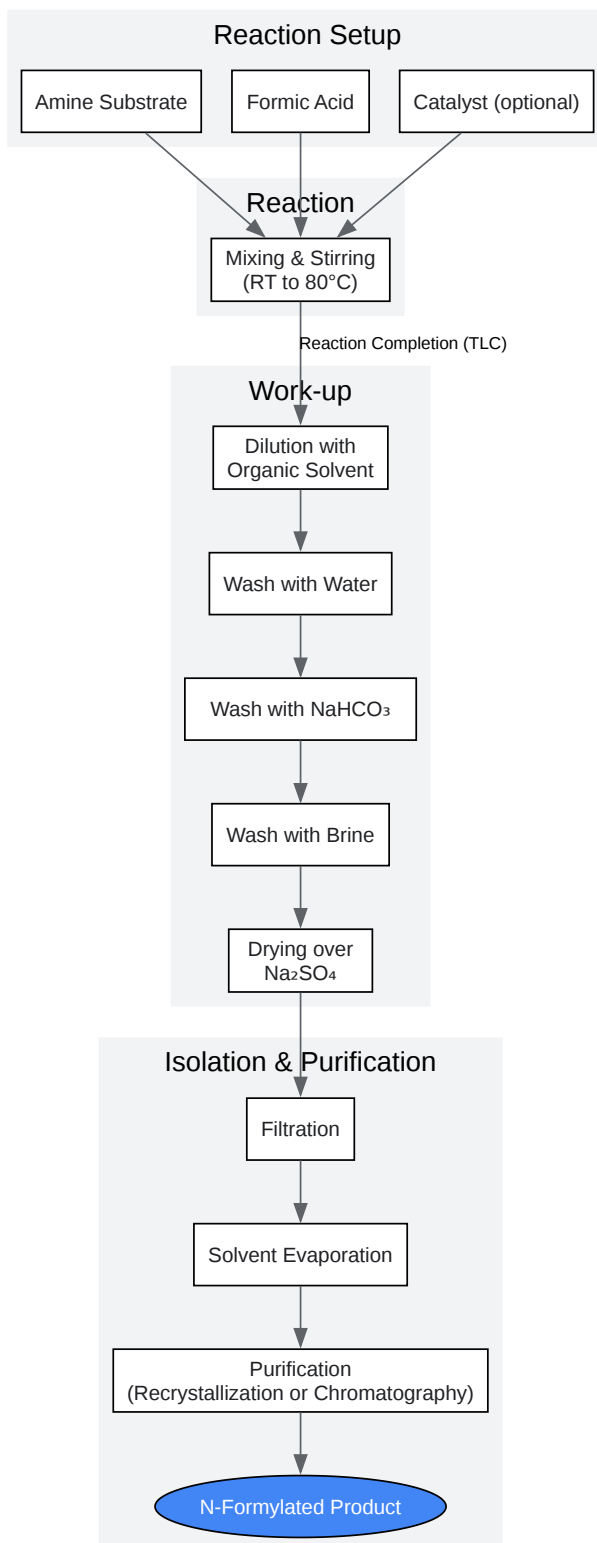 Reaction Setup
Amine Substrate
Formic Acid
Catalyst (optional)
Reaction
Mixing & Stirring
(RT to 80°C)
Reaction Completion (TLC)
Work-up
Dilution with
Organic Solvent
Wash with Water
Wash with NaHCO₃
Wash with Brine
Drying over
Na₂SO₄
Isolation & Purification
Filtration
Solvent Evaporation
Purification
(Recrystallization or Chromatography)
N-Formylated Product